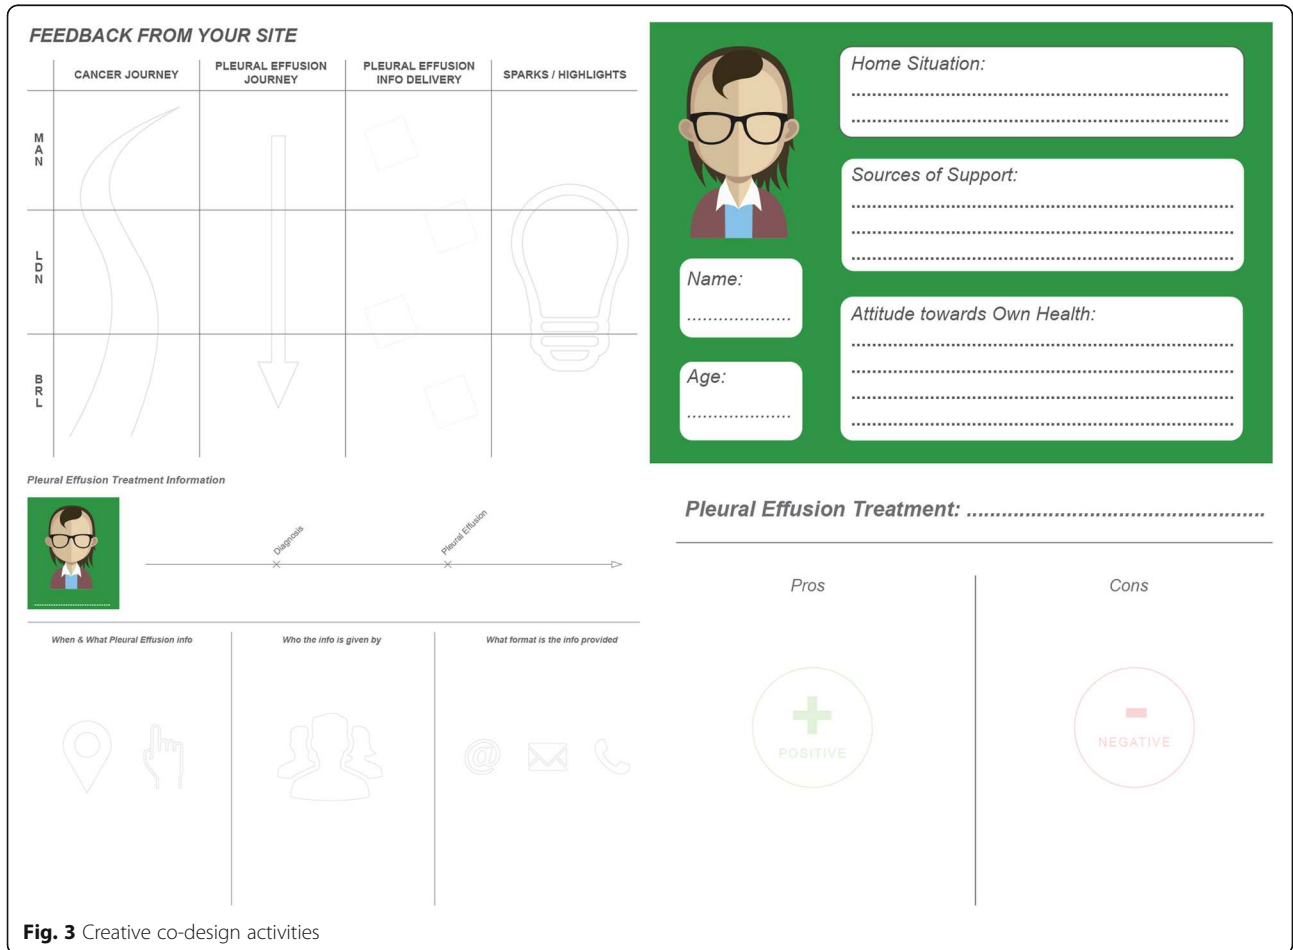 FEEDBACK FROM YOUR SITE
CANCER JOURNEY
PLEURAL EFFUSION
JOURNEY
PLEURAL EFFUSION
INFO DELIVERY
SPARKS / HIGHLIGHTS
MAN
LDN
BRL
Home Situation:
Sources of Support:
Name:
Attitude towards Own Health:
Age:
Pleural Effusion Treatment Information
Diagnosis
Pleural Effusion
When & What Pleural Effusion info
Who the info is given by
What format is the info provided
@
Pleural Effusion Treatment: ................................................
Pros
Cons
+
POSITIVE
-
NEGATIVE
Fig. 3 Creative co-design activities